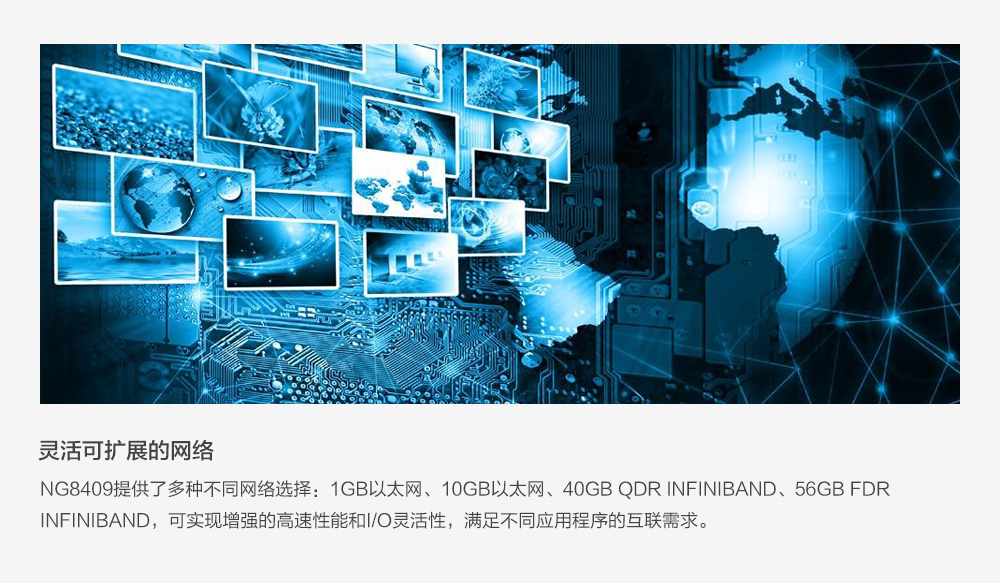 灵活可扩展的网络
NG8409提供了多种不同网络选择：1GB以太网、10GB以太网、40GB QDR INFINIBAND、56GB FDR
INFINIBAND，可实现增强的高速性能和I/O灵活性，满足不同应用程序的互联需求。